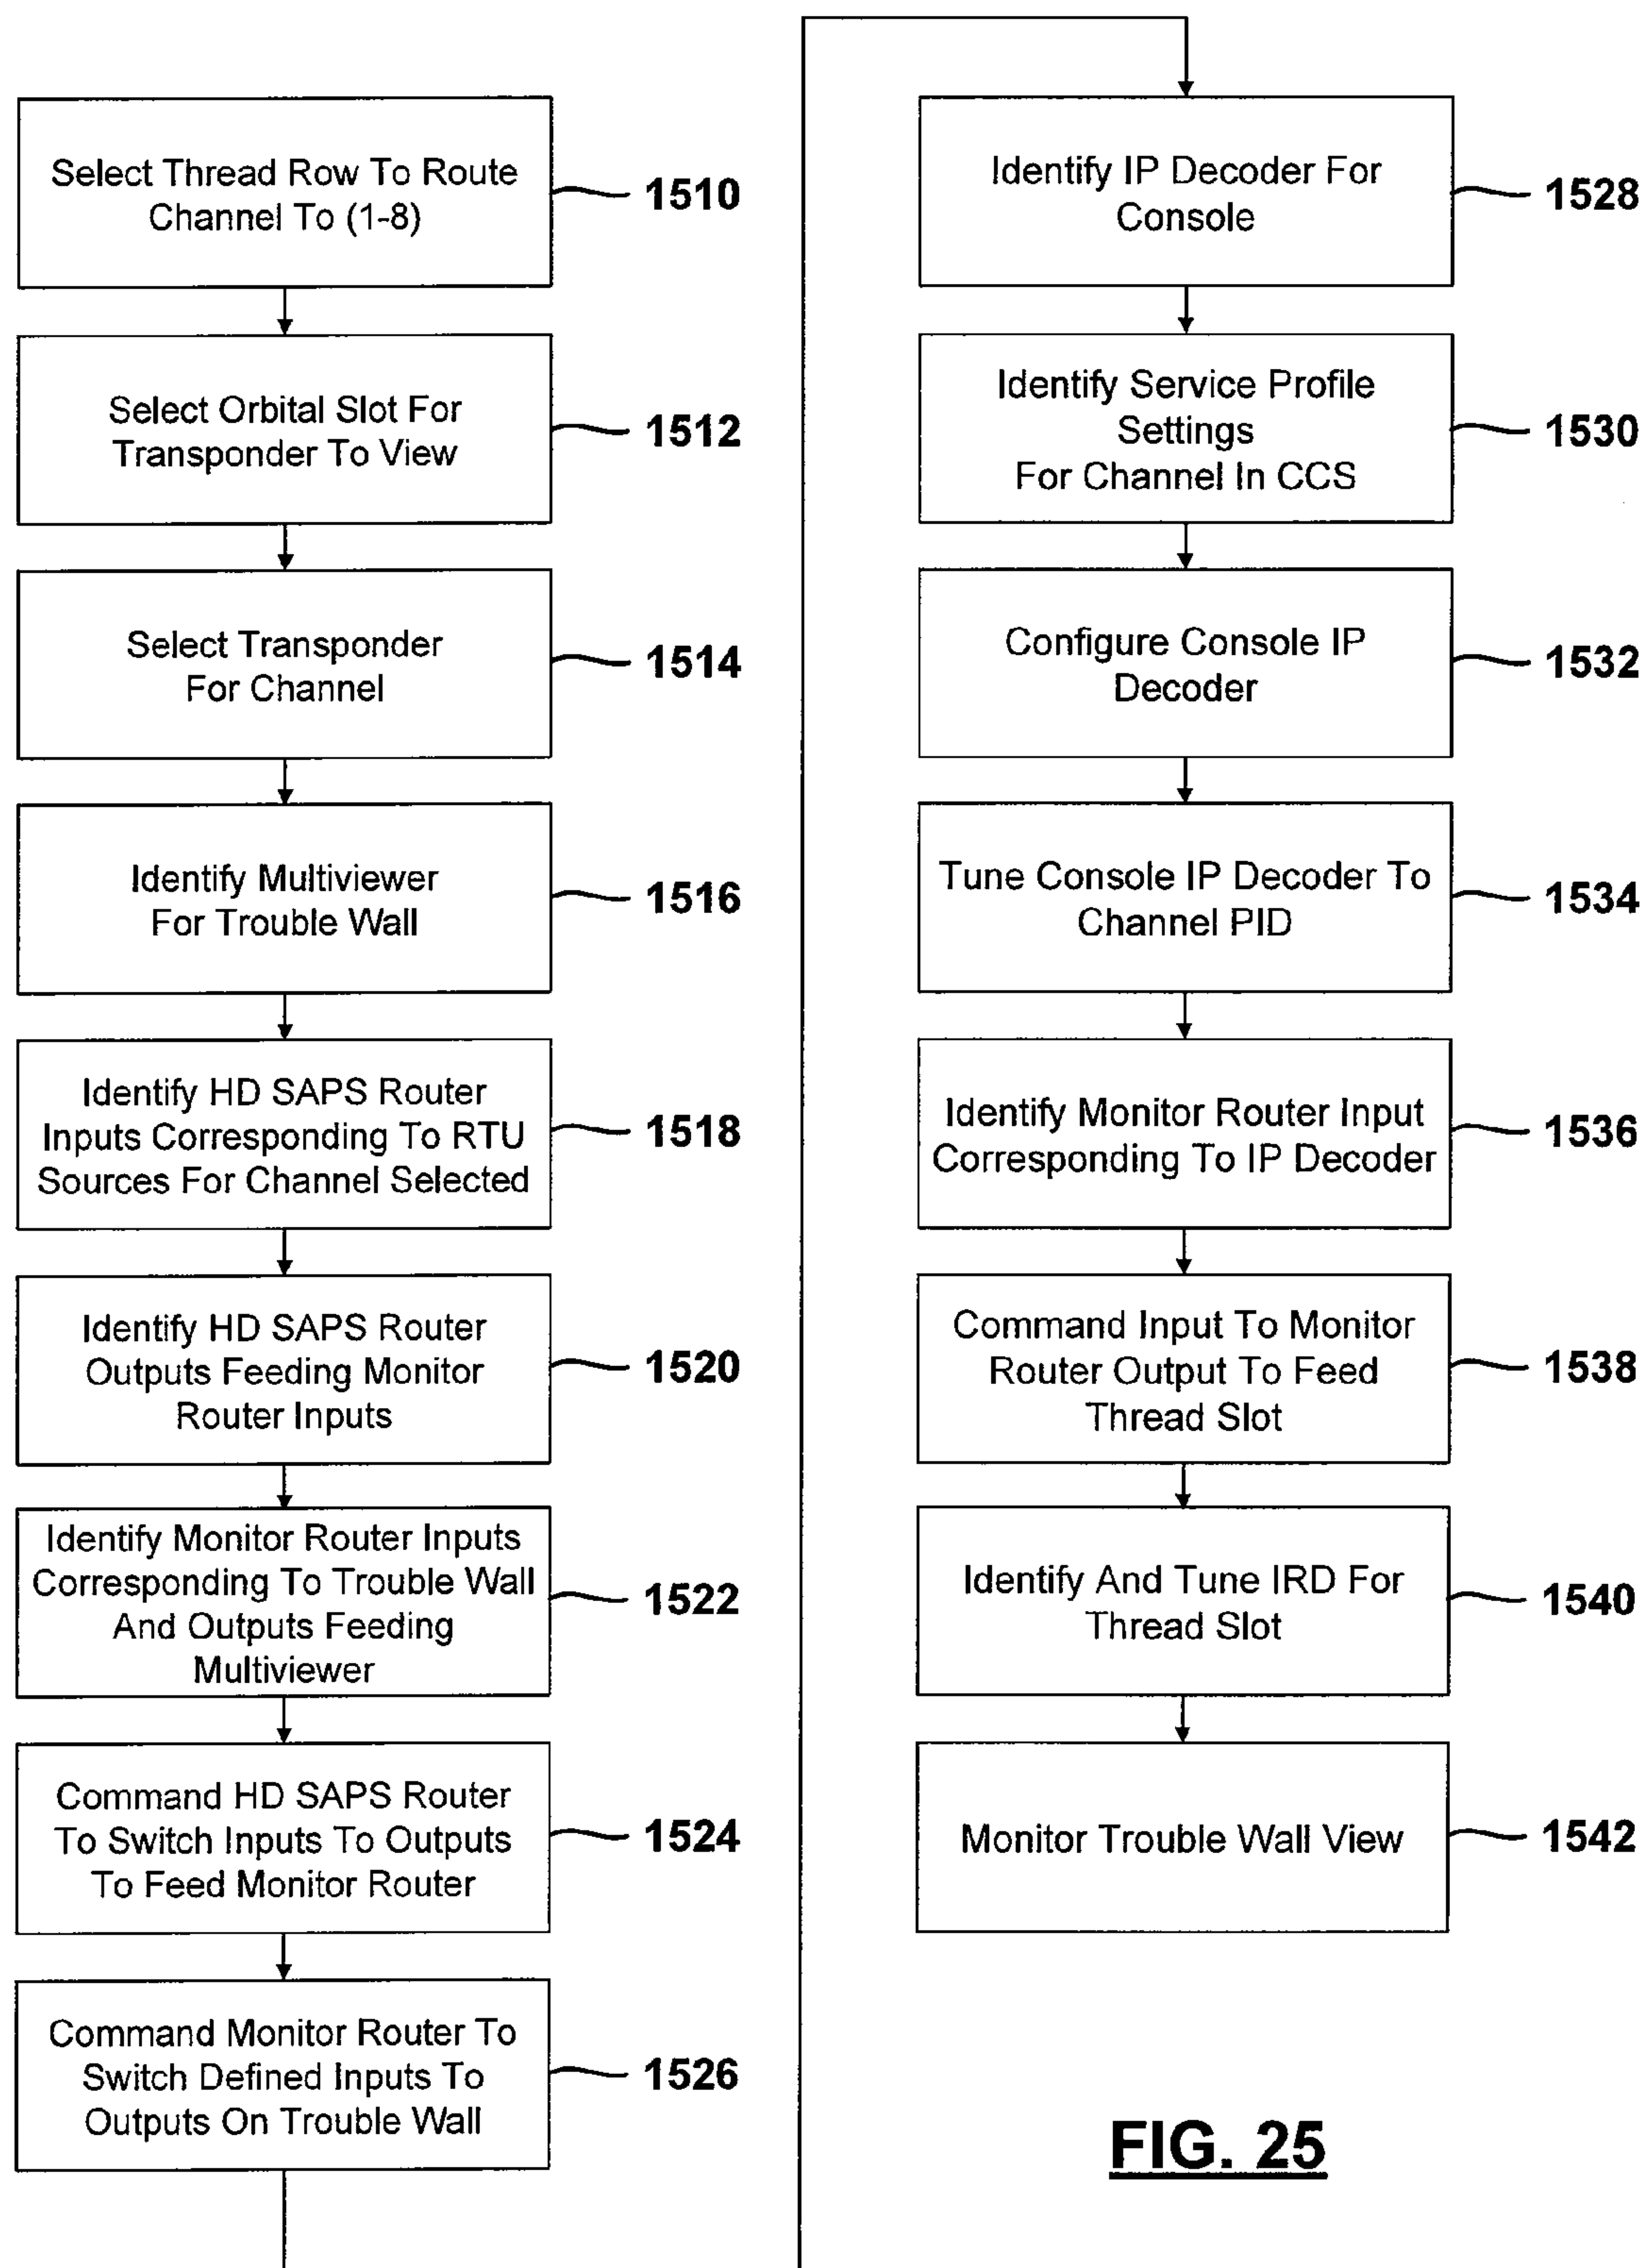 Select Thread Row To Route
Channel To (1-8)
1510
Select Orbital Slot For
Transponder To View
1512
Select Transponder
For Channel
1514
Identify Multiviewer
For Trouble Wall
1516
Identify HD SAPS Router
Inputs Corresponding To RTU
Sources For Channel Selected
1518
Identify HD SAPS Router
Outputs Feeding Monitor
Router Inputs
1520
Identify Monitor Router Inputs
Corresponding To Trouble Wall
And Outputs Feeding
Multiviewer
1522
Command HD SAPS Router
To Switch Inputs To Outputs
To Feed Monitor Router
1524
Command Monitor Router To
Switch Defined Inputs To
Outputs On Trouble Wall
1526
Identify IP Decoder For
Console
1528
Identify Service Profile
Settings
For Channel In CCS
1530
Configure Console IP
Decoder
1532
Tune Console IP Decoder To
Channel PID
1534
Identify Monitor Router Input
Corresponding To IP Decoder
1536
Command Input To Monitor
Router Output To Feed
Thread Slot
1538
Identify And Tune IRD For
Thread Slot
1540
Monitor Trouble Wall View
1542
FIG. 25